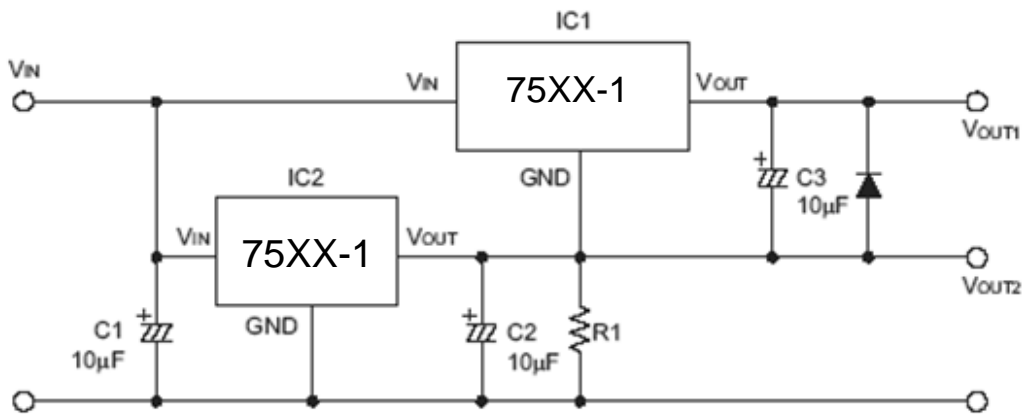 IC1
VIN
VIN
75XX-1
VOUT
VOUT1
GND
+
C3
10μF
IC2
VIN
75XX-1
VOUT
VOUT2
GND
+
C1
10μF
+
C2
10μF
R1